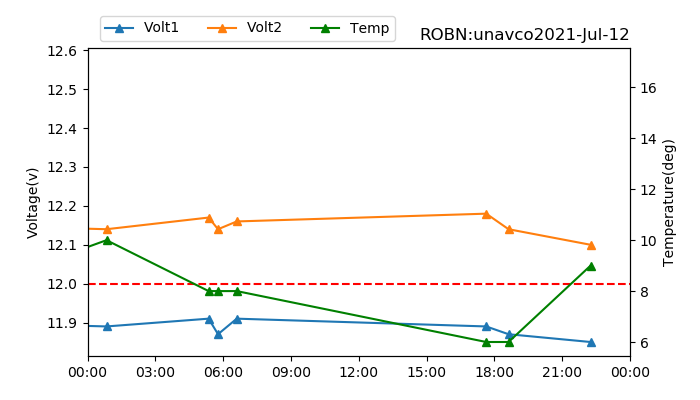 Volt1 Volt2 Temp
ROBN:unavco2021-Jul-12
12.6
12.5
12.4
12.3
12.2
12.1
12.0
11.9
Voltage(v)
16
14
12
10
8
6
Temperature(deg)
00:00 03:00 06:00 09:00 12:00 15:00 18:00 21:00 00:00